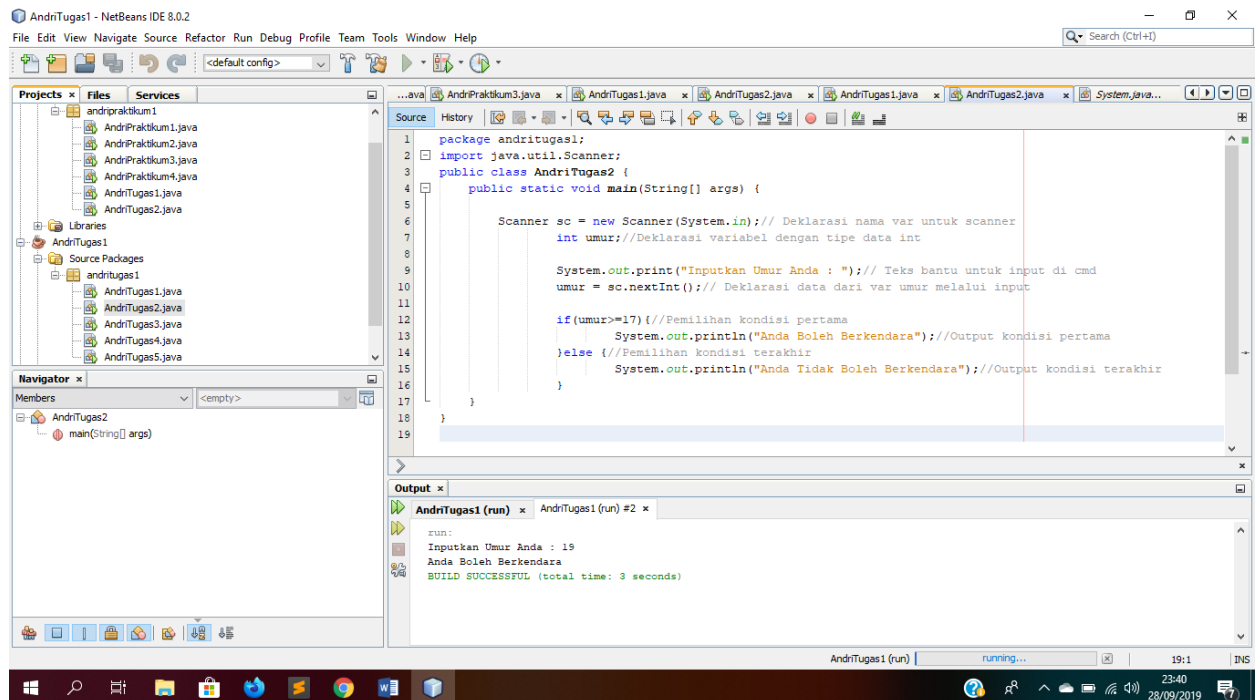 AndriTugas1 - NetBeans IDE 8.0.2
File Edit View Navigate Source Refactor Run Debug Profile Team Tools Window Help
Search (Ctrl+I)
<default config>
Projects Files Services
andripraktikum1
AndriPraktikum1.java
AndriPraktikum2.java
AndriPraktikum3.java
AndriPraktikum4.java
AndriTugas1.java
AndriTugas2.java
Libraries
AndriTugas1
Source Packages
andritugas1
AndriTugas1.java
AndriTugas2.java
AndriTugas3.java
AndriTugas4.java
AndriTugas5.java
Navigator
Members <empty>
AndriTugas2
main(String[] args)
...ava AndriPraktikum3.java AndriTugas1.java AndriTugas2.java AndriTugas1.java AndriTugas2.java System.java...
Source History
1 package andritugas1;
2 import java.util.Scanner;
3 public class AndriTugas2 {
4 public static void main(String[] args) {
5
6 Scanner sc = new Scanner(System.in);// Deklarasi nama var untuk scanner
7 int umur;//Deklarasi variabel dengan tipe data int
8
9 System.out.print("Inputkan Umur Anda : ");// Teks bantu untuk input di cmd
10 umur = sc.nextInt();// Deklarasi data dari var umur melalui input
11
12 if(umur>=17){//Pemilihan kondisi pertama
13 System.out.println("Anda Boleh Berkendara");//Output kondisi pertama
14 }else {//Pemilihan kondisi terakhir
15 System.out.println("Anda Tidak Boleh Berkendara");//Output kondisi terakhir
16 }
17 }
18 }
19
Output
AndriTugas1 (run) AndriTugas1 (run) #2
run:
Inputkan Umur Anda : 19
Anda Boleh Berkendara
BUILD SUCCESSFUL (total time: 3 seconds)
AndriTugas1 (run) running... 19:1 INS
23:40
28/09/2019